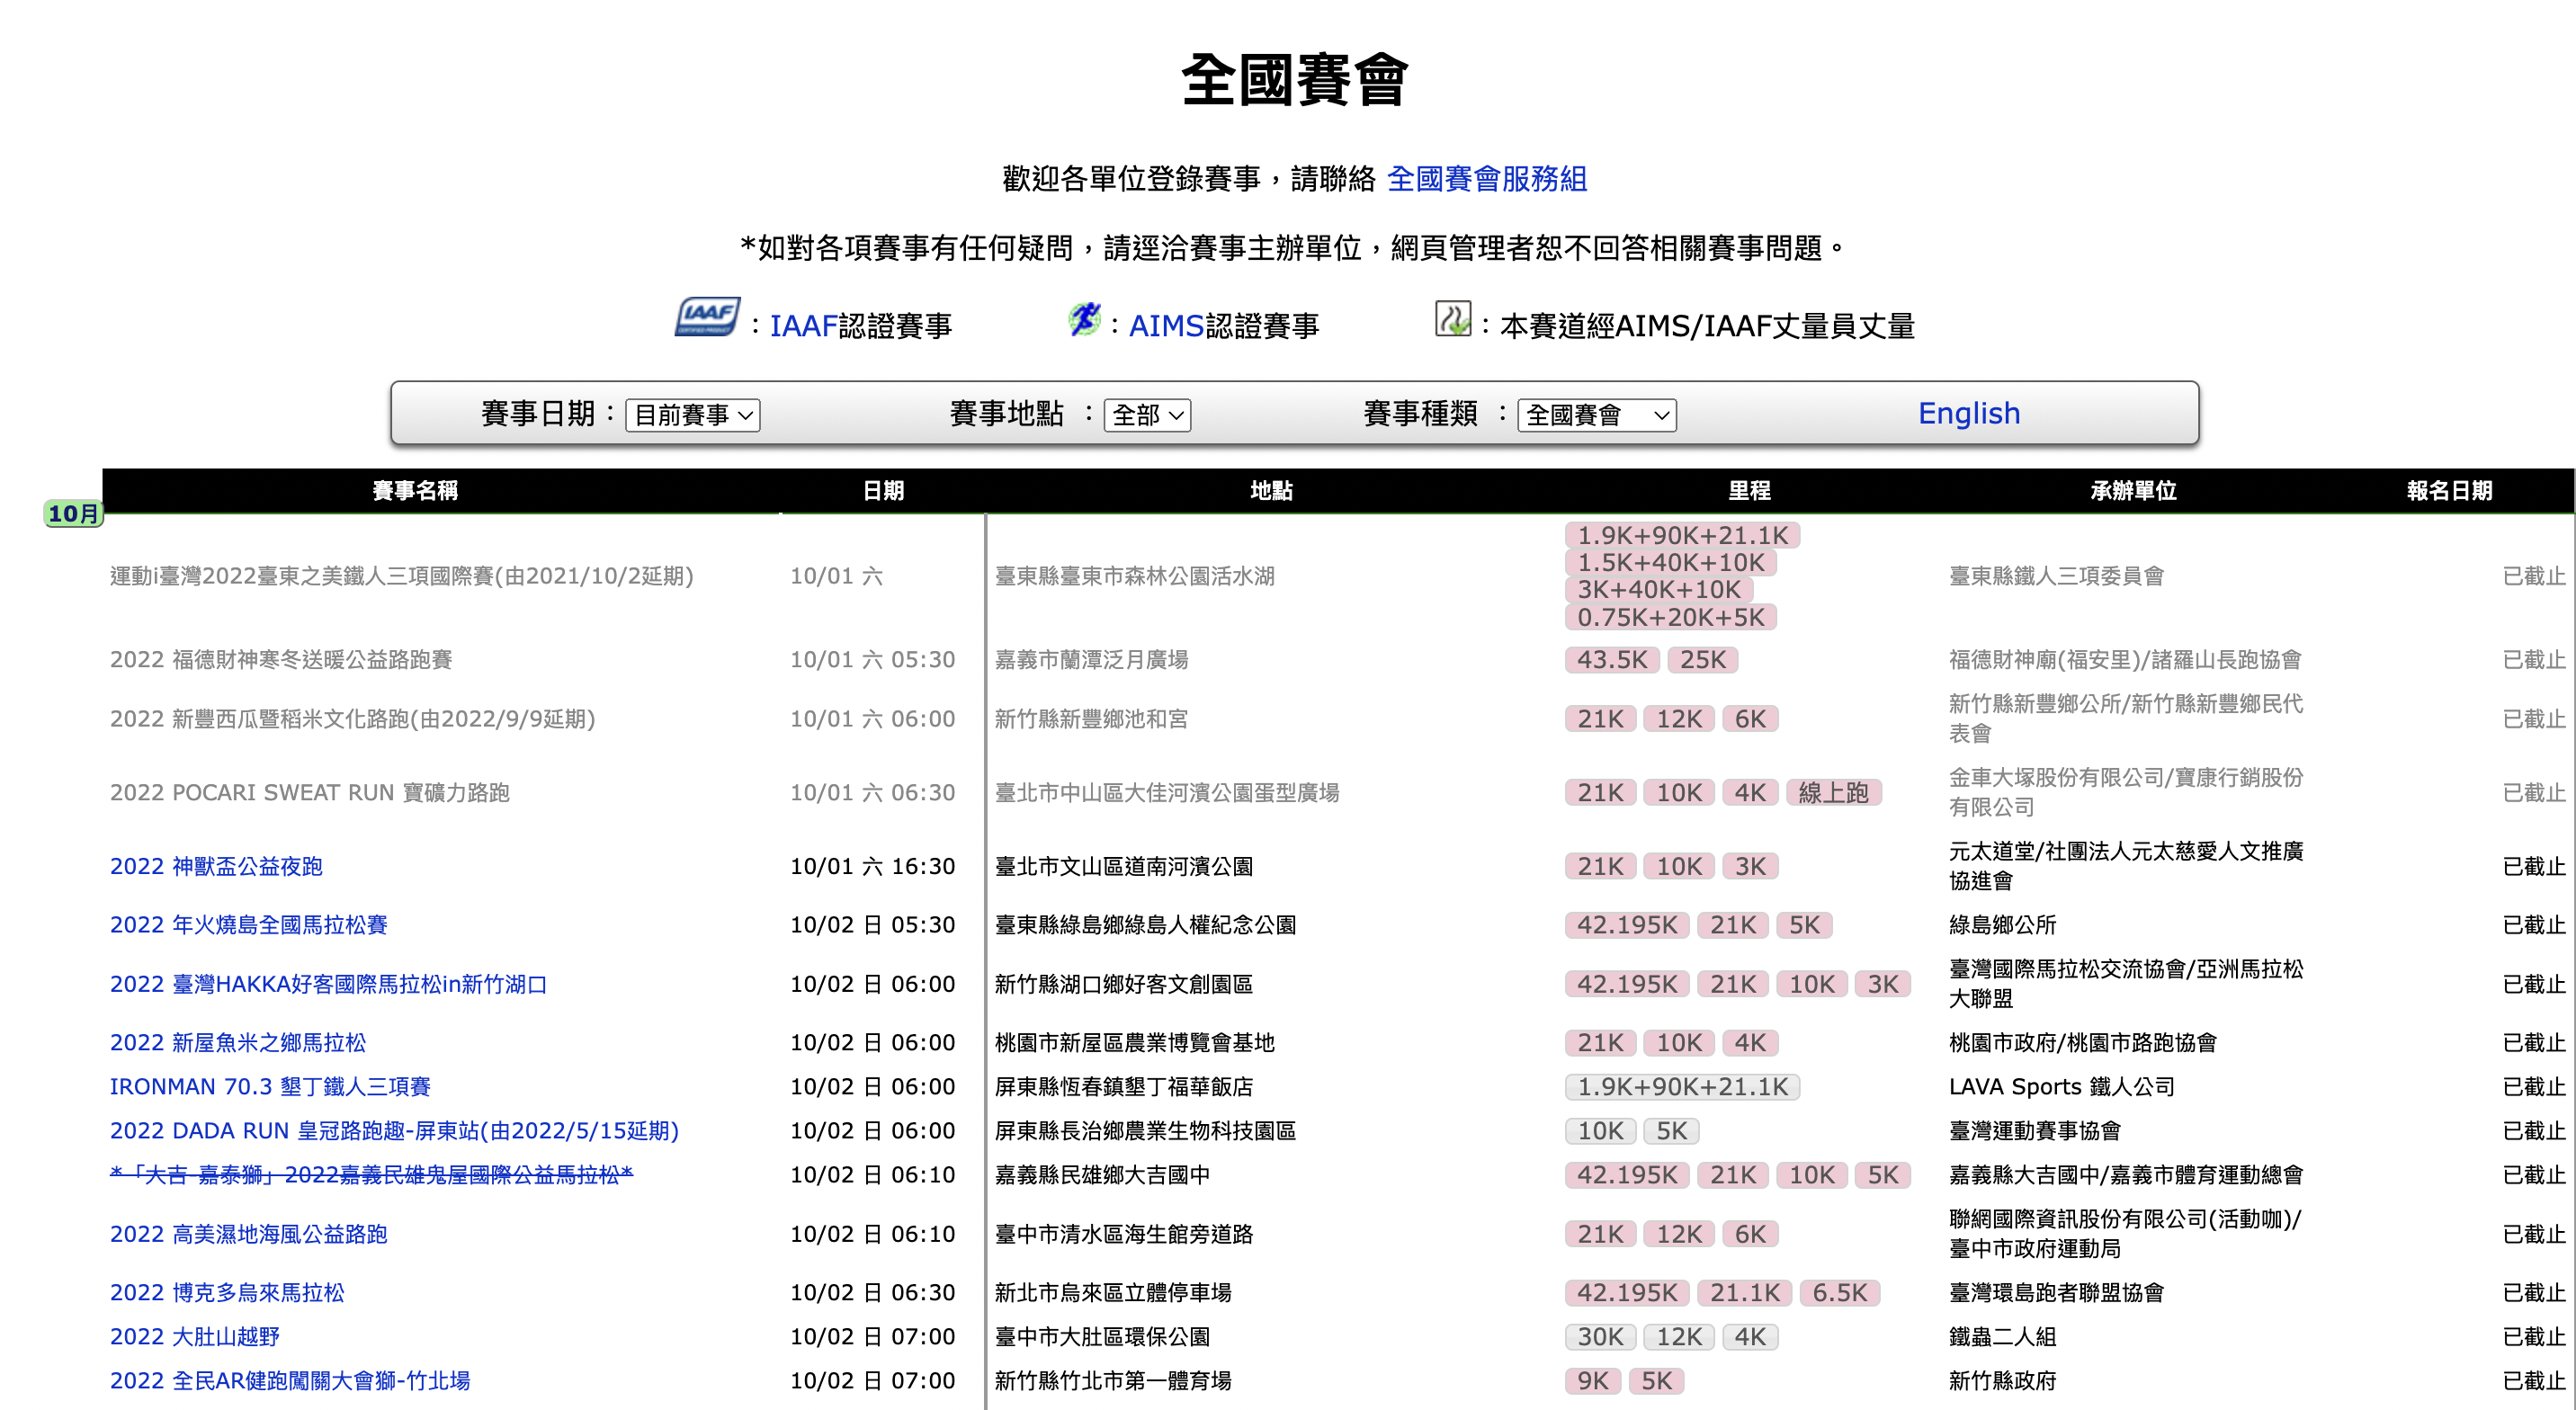 全國賽會
歡迎各單位登錄賽事，請聯絡 全國賽會服務組
*如對各項賽事有任何疑問，請逕洽賽事主辦單位，網頁管理者恕不回答相關賽事問題。
IAAF ：IAAF認證賽事 ：AIMS認證賽事 ：本賽道經AIMS/IAAF丈量員丈量
賽事日期：目前賽事 賽事地點 ：全部 賽事種類 ：全國賽會 English
賽事名稱 日期 地點 里程 承辦單位 報名日期
10月
運動i臺灣2022臺東之美鐵人三項國際賽(由2021/10/2延期) 10/01 六 臺東縣臺東市森林公園活水湖 1.9K+90K+21.1K
1.5K+40K+10K
3K+40K+10K
0.75K+20K+5K 臺東縣鐵人三項委員會 已截止
2022 福德財神寒冬送暖公益路跑賽 10/01 六 05:30 嘉義市蘭潭泛月廣場 43.5K 25K 福德財神廟(福安里)/諸羅山長跑協會 已截止
2022 新豐西瓜暨稻米文化路跑(由2022/9/9延期) 10/01 六 06:00 新竹縣新豐鄉池和宮 21K 12K 6K 新竹縣新豐鄉公所/新竹縣新豐鄉民代
表會 已截止
2022 POCARI SWEAT RUN 寶礦力路跑 10/01 六 06:30 臺北市中山區大佳河濱公園蛋型廣場 21K 10K 4K 線上跑 金車大塚股份有限公司/寶康行銷股份
有限公司 已截止
2022 神獸盃公益夜跑 10/01 六 16:30 臺北市文山區道南河濱公園 21K 10K 3K 元太道堂/社團法人元太慈愛人文推廣
協進會 已截止
2022 年火燒島全國馬拉松賽 10/02 日 05:30 臺東縣綠島鄉綠島人權紀念公園 42.195K 21K 5K 綠島鄉公所 已截止
2022 臺灣HAKKA好客國際馬拉松in新竹湖口 10/02 日 06:00 新竹縣湖口鄉好客文創園區 42.195K 21K 10K 3K 臺灣國際馬拉松交流協會/亞洲馬拉松
大聯盟 已截止
2022 新屋魚米之鄉馬拉松 10/02 日 06:00 桃園市新屋區農業博覽會基地 21K 10K 4K 桃園市政府/桃園市路跑協會 已截止
IRONMAN 70.3 墾丁鐵人三項賽 10/02 日 06:00 屏東縣恆春鎮墾丁福華飯店 1.9K+90K+21.1K LAVA Sports 鐵人公司 已截止
2022 DADA RUN 皇冠路跑趣-屏東站(由2022/5/15延期) 10/02 日 06:00 屏東縣長治鄉農業生物科技園區 10K 5K 臺灣運動賽事協會 已截止
*「大吉-嘉泰獅」2022嘉義民雄鬼屋國際公益馬拉松* 10/02 日 06:10 嘉義縣民雄鄉大吉國中 42.195K 21K 10K 5K 嘉義縣大吉國中/嘉義市體育運動總會 已截止
2022 高美濕地海風公益路跑 10/02 日 06:10 臺中市清水區海生館旁道路 21K 12K 6K 聯網國際資訊股份有限公司(活動咖)/
臺中市政府運動局 已截止
2022 博克多烏來馬拉松 10/02 日 06:30 新北市烏來區立體停車場 42.195K 21.1K 6.5K 臺灣環島跑者聯盟協會 已截止
2022 大肚山越野 10/02 日 07:00 臺中市大肚區環保公園 30K 12K 4K 鐵蟲二人組 已截止
2022 全民AR健跑闖關大會獅-竹北場 10/02 日 07:00 新竹縣竹北市第一體育場 9K 5K 新竹縣政府 已截止